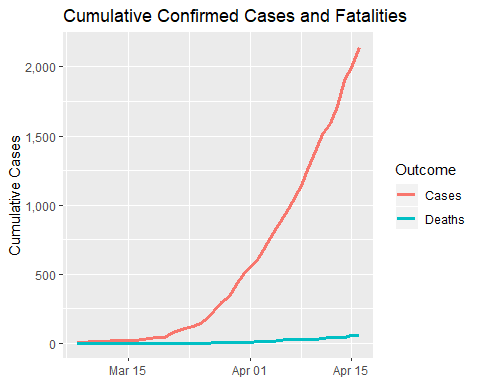 Cumulative Confirmed Cases and Fatalities
Cumulative Cases
2,000
1,500
1,000
500
0
Mar 15
Apr 01
Apr 15
Outcome
Cases
Deaths